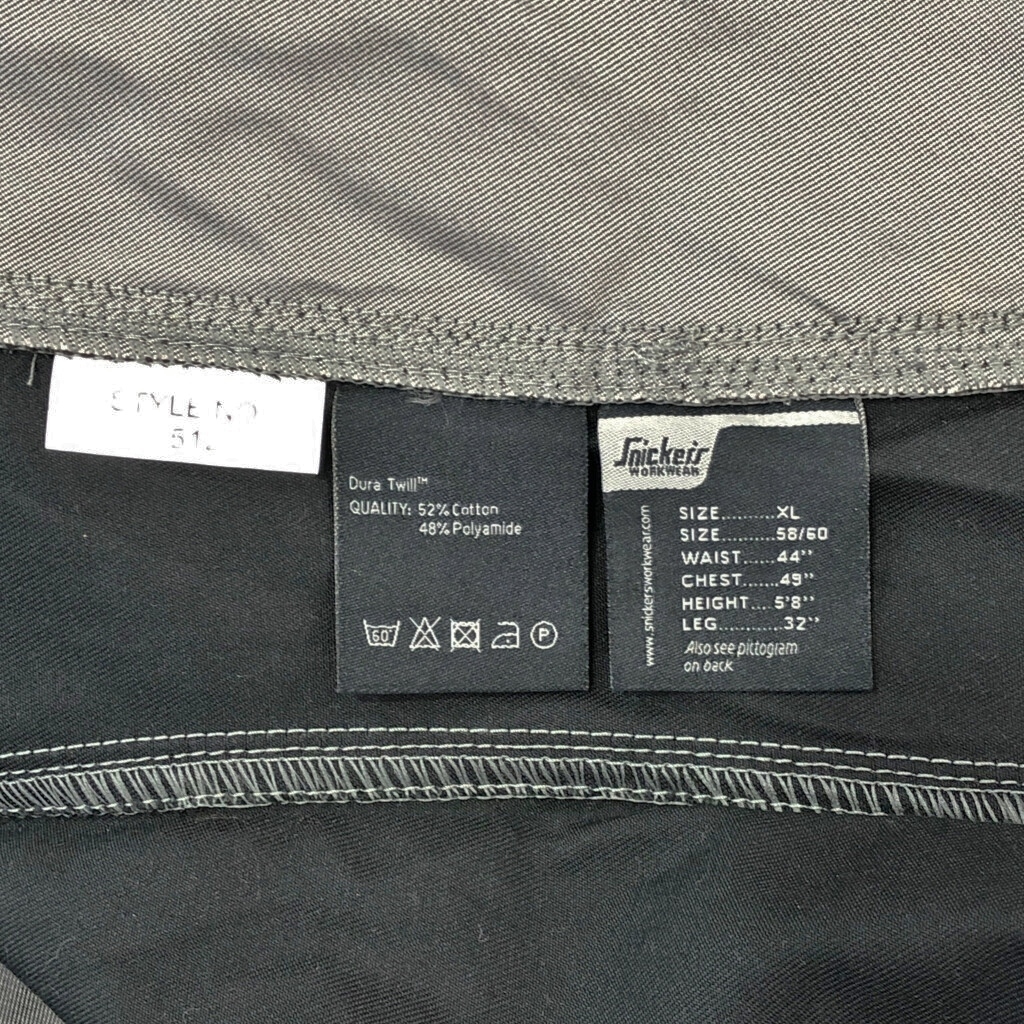 STYLE NO
Dura Twill™
QUALITY: 52% Cotton
48% Polyamide
60
P
Snickers
WORKWEAR
www.snickersworkwear.com
SIZE.........XL
SIZE..........58/60
WAIST......44''
CHEST.......49''
HEIGHT....5'8''
LEG...........32''
Also see pictogram
on back